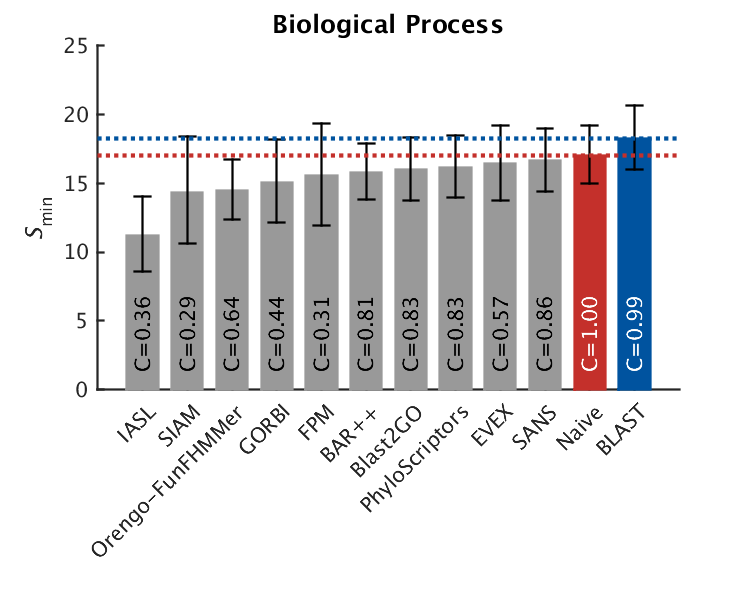 Biological Process
25
20
15
10
5
0
Smin
C=0.36
C=0.29
C=0.64
C=0.44
C=0.31
C=0.81
C=0.83
C=0.83
C=0.57
C=0.86
C=1.00
C=0.99
IASL
SIAM
Orengo-FunFHMMer
GORBI
FPM
BAR++
Blast2GO
PhyloScriptors
EVEX
SANS
Naive
BLAST